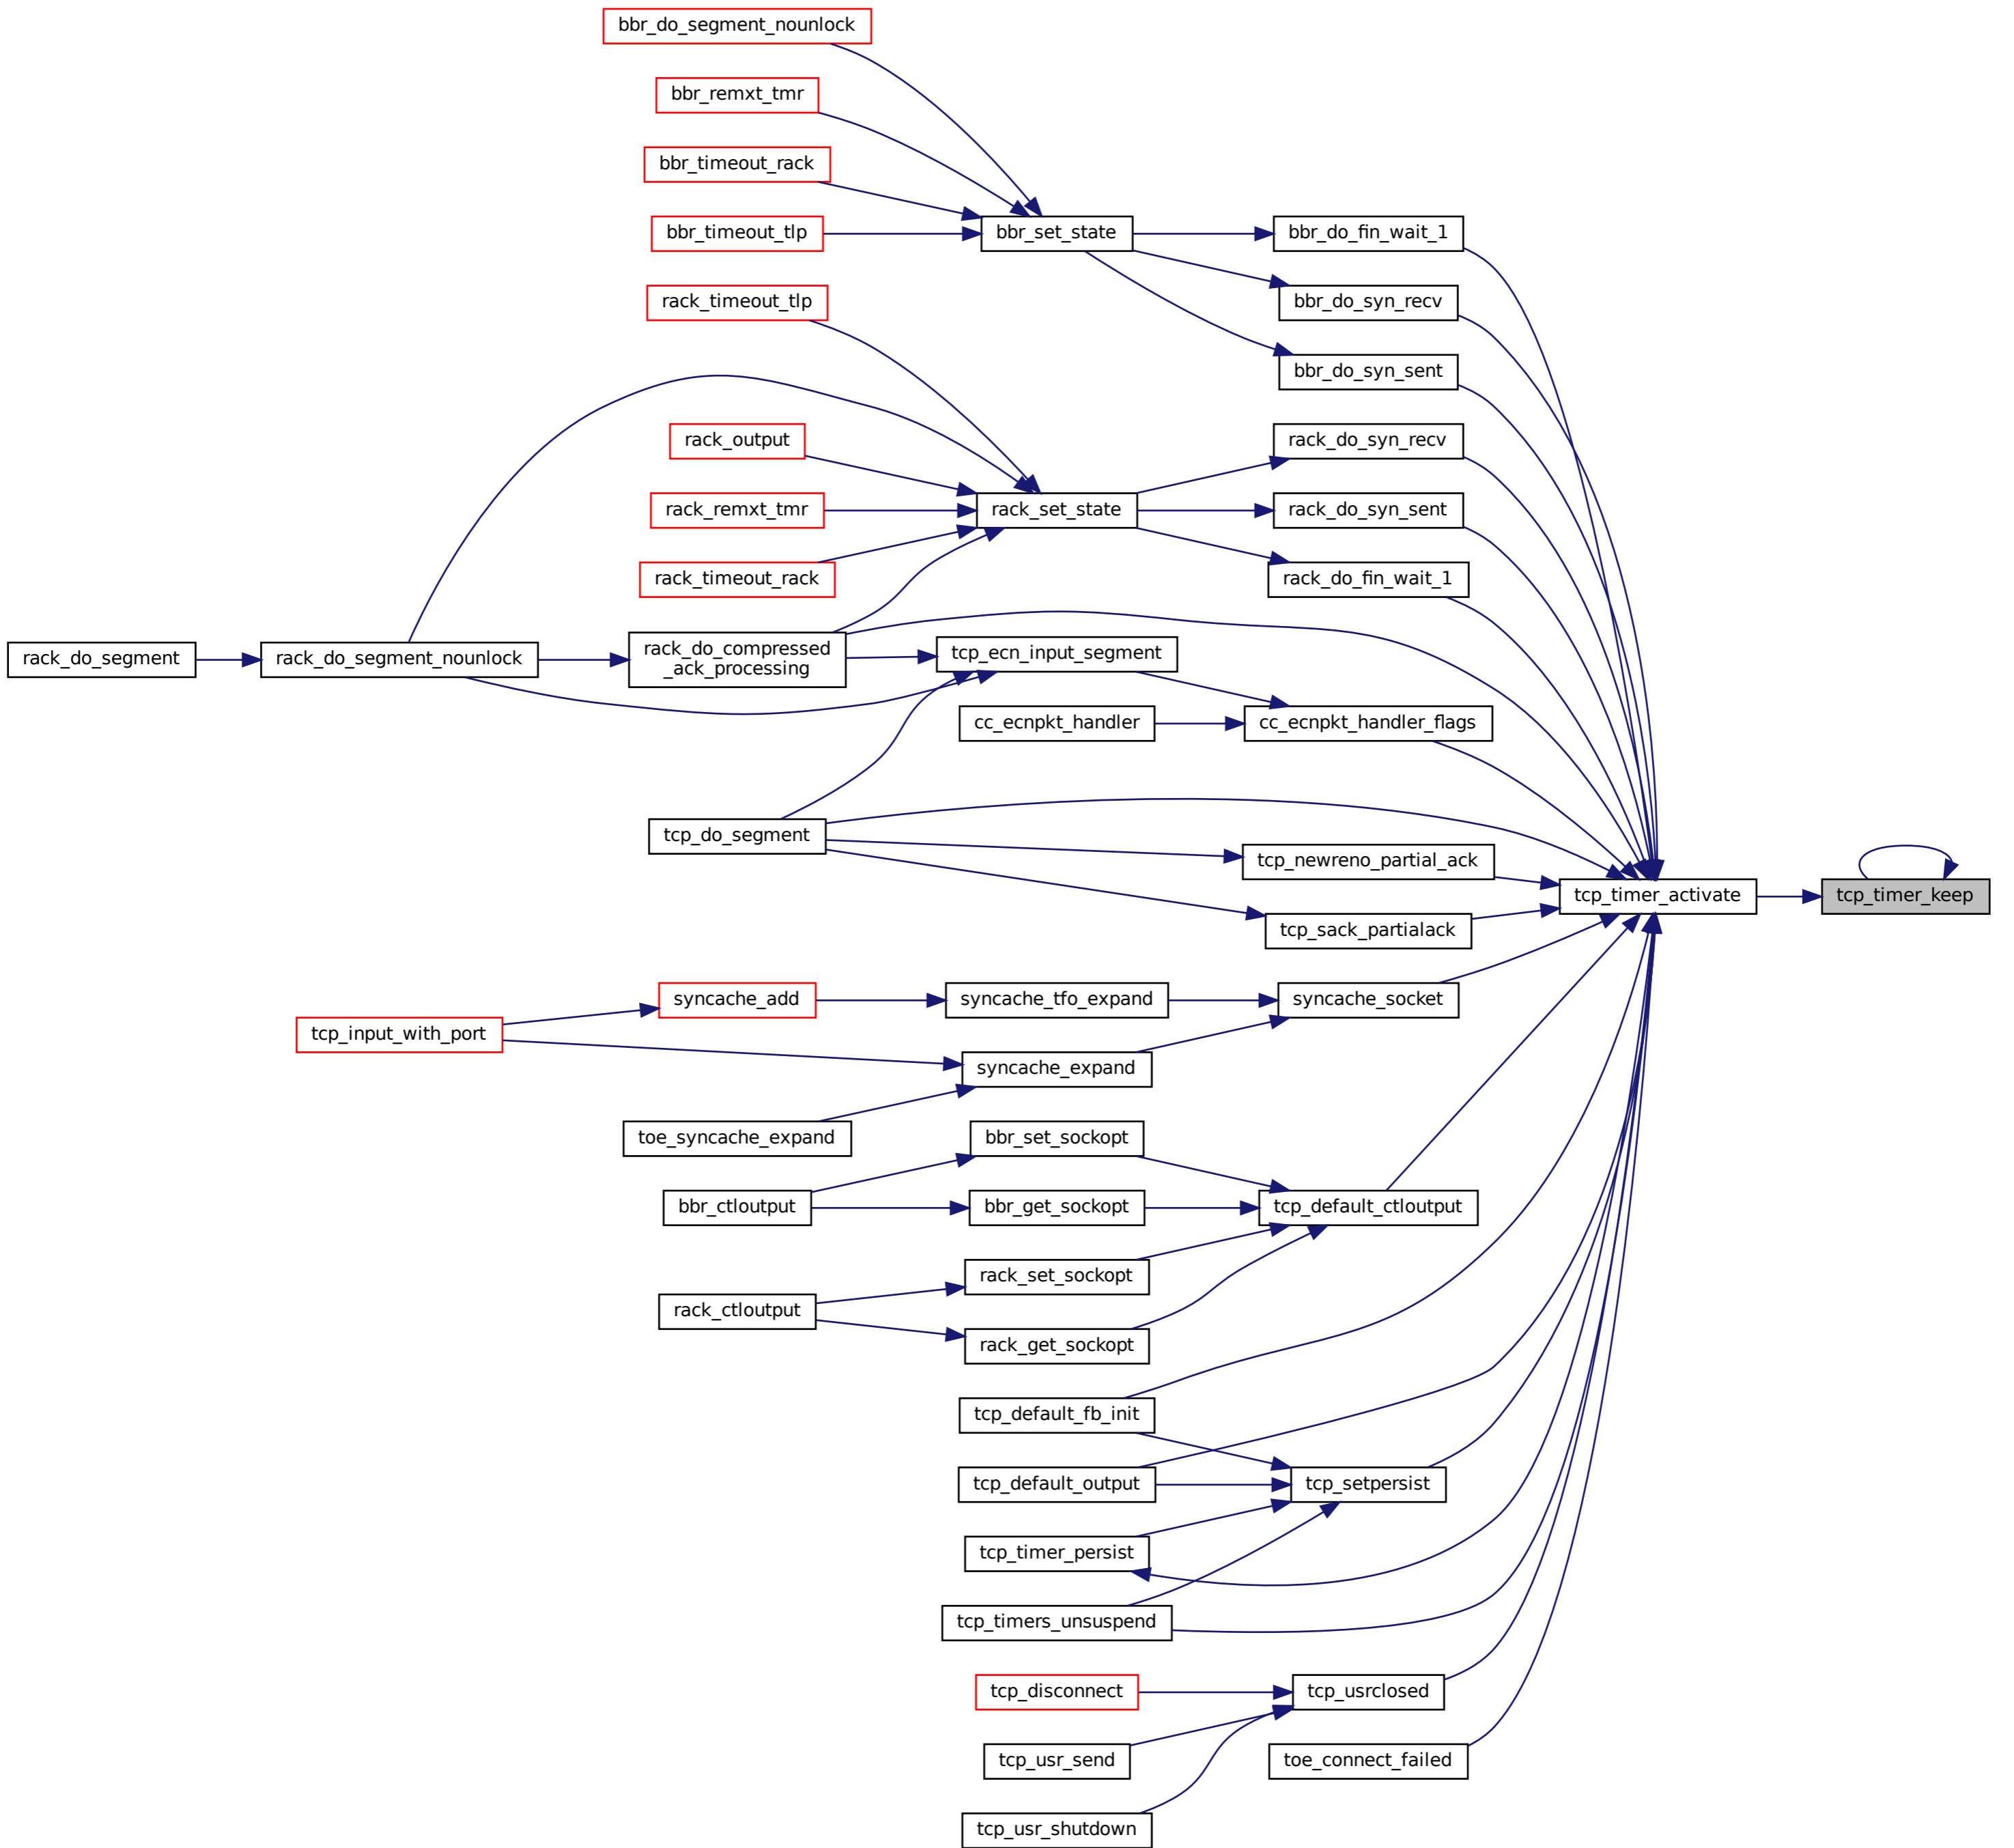 bbr_do_segment_nounlock
bbr_remxt_tmr
bbr_timeout_rack
bbr_timeout_tlp
bbr_set_state
bbr_do_fin_wait_1
rack_timeout_tlp
bbr_do_syn_recv
bbr_do_syn_sent
rack_output
rack_do_syn_recv
rack_remxt_tmr
rack_set_state
rack_do_syn_sent
rack_timeout_rack
rack_do_fin_wait_1
rack_do_segment
rack_do_segment_nounlock
rack_do_compressed
_ack_processing
tcp_ecn_input_segment
cc_ecnpkt_handler
cc_ecnpkt_handler_flags
tcp_do_segment
tcp_newreno_partial_ack
tcp_timer_activate
tcp_timer_keep
tcp_sack_partialack
syncache_add
syncache_tfo_expand
syncache_socket
tcp_input_with_port
syncache_expand
toe_syncache_expand
bbr_set_sockopt
bbr_ctloutput
bbr_get_sockopt
tcp_default_ctloutput
rack_set_sockopt
rack_ctloutput
rack_get_sockopt
tcp_default_fb_init
tcp_default_output
tcp_setpersist
tcp_timer_persist
tcp_timers_unsuspend
tcp_disconnect
tcp_usrclosed
tcp_usr_send
toe_connect_failed
tcp_usr_shutdown